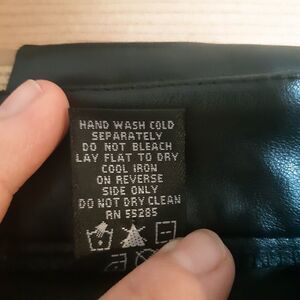 HAND WASH COLD
SEPARATELY
DO NOT BLEACH
LAY FLAT TO DRY
COOL IRON
ON REVERSE
SIDE ONLY
DO NOT DRY CLEAN
RN 55285